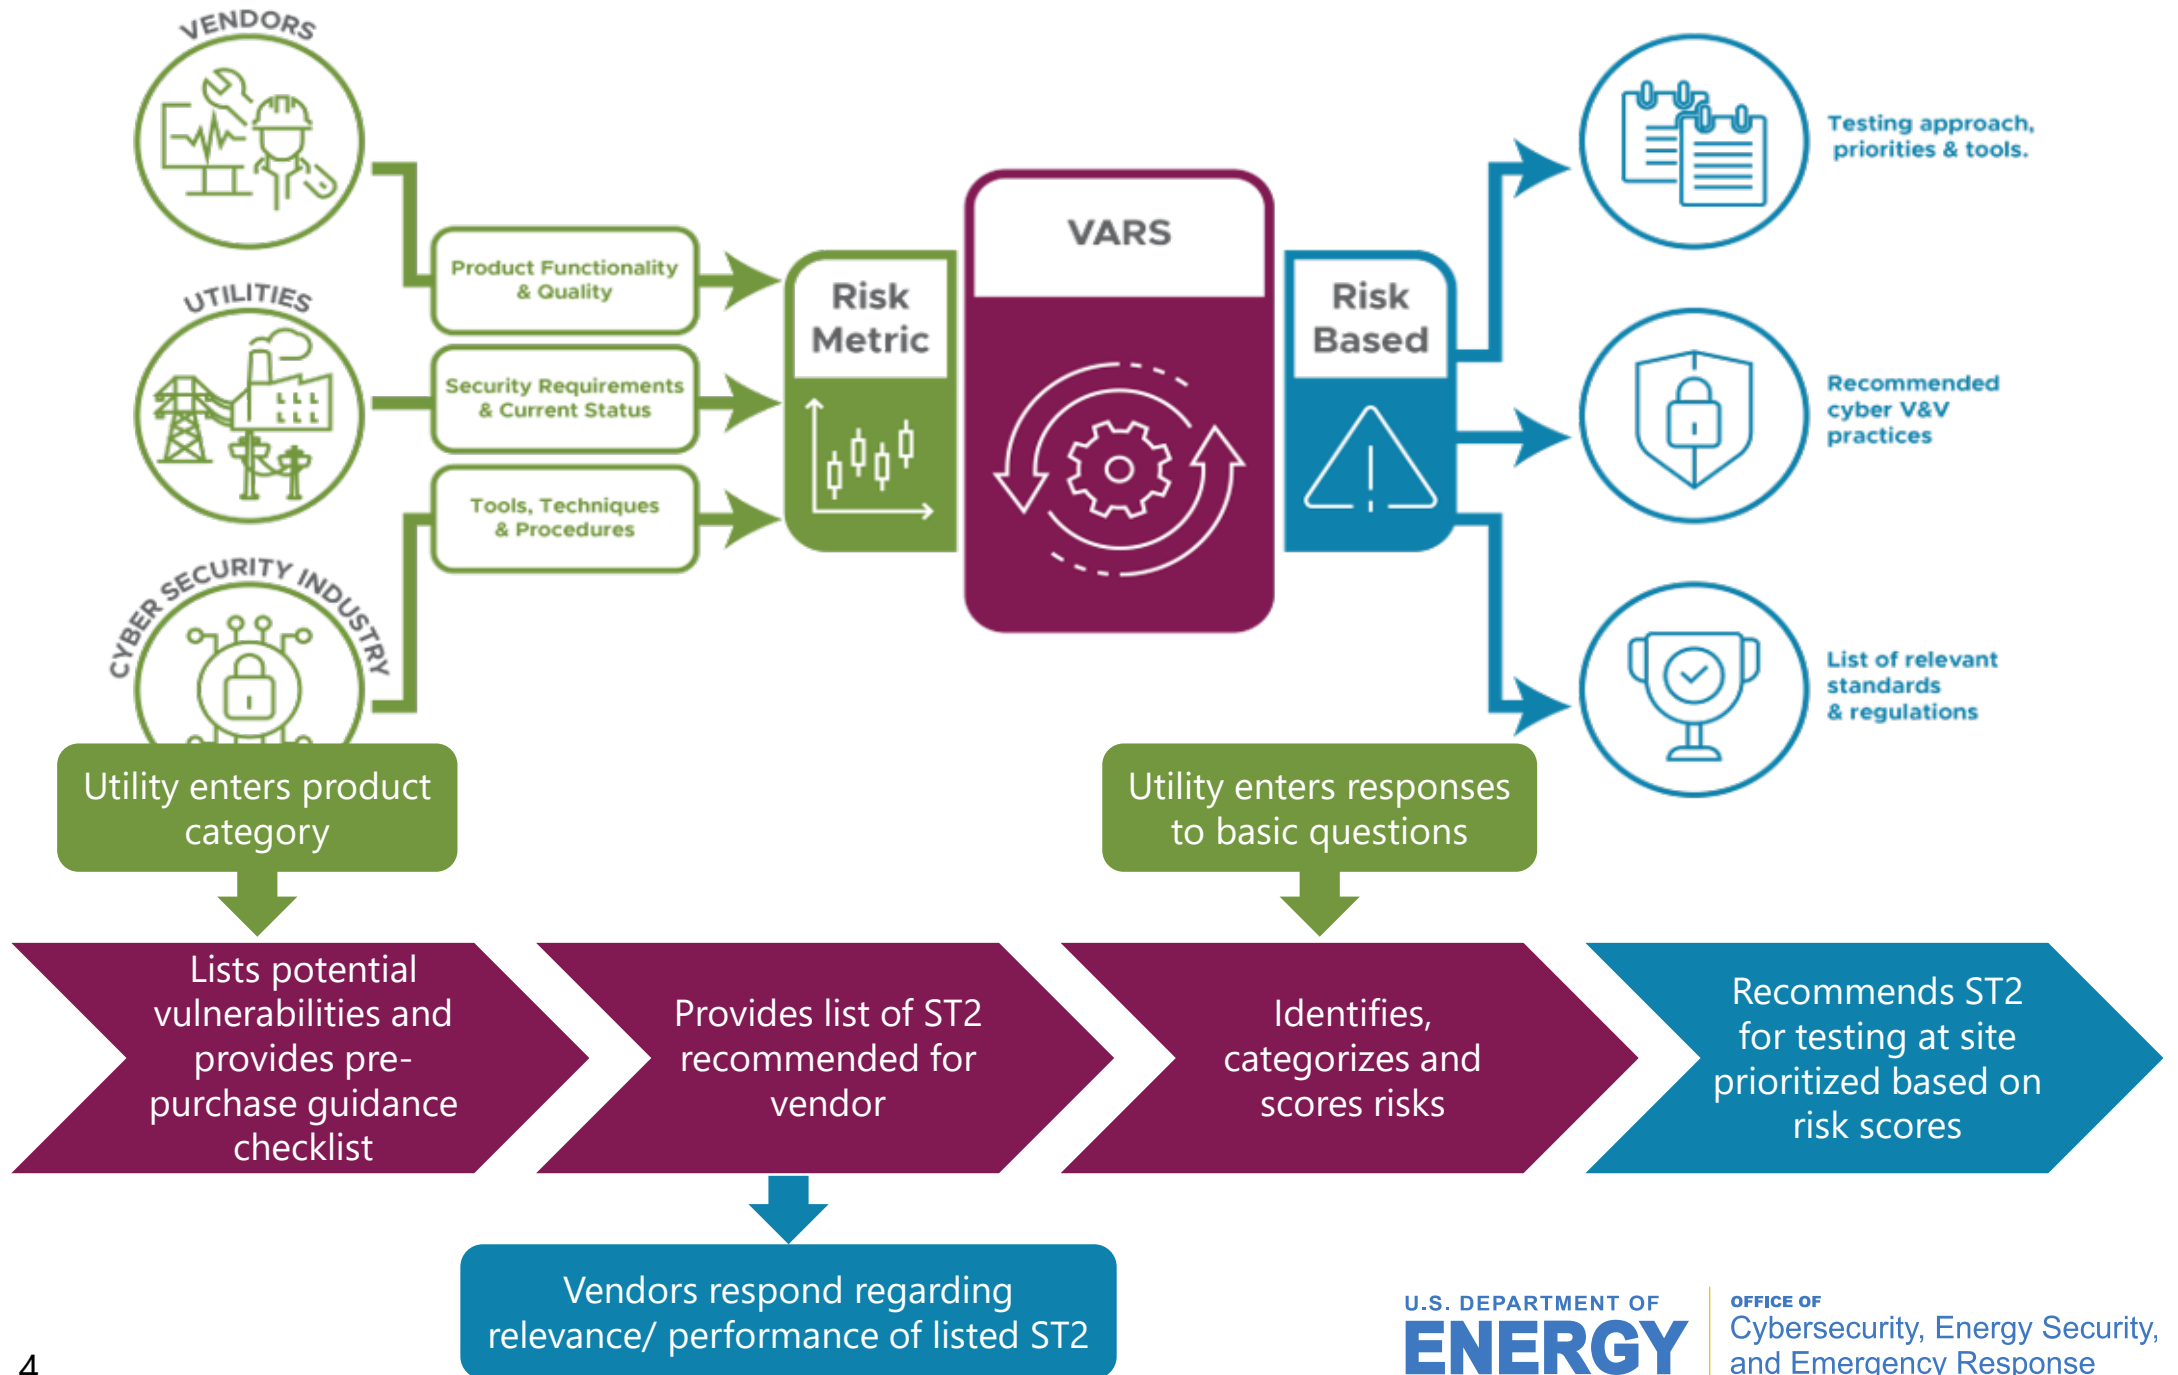 VENDORS
UTILITIES
CYBER SECURITY INDUSTRY
Product Functionality
& Quality
Security Requirements
& Current Status
Tools, Techniques
& Procedures
Risk
Metric
VARS
Risk
Based
Testing approach,
priorities & tools.
Recommended
cyber V&V
practices
List of relevant
standards
& regulations
Utility enters product
category
Utility enters responses
to basic questions
Lists potential
vulnerabilities and
provides pre-
purchase guidance
checklist
Provides list of ST2
recommended for
vendor
Identifies,
categorizes and
scores risks
Recommends ST2
for testing at site
prioritized based on
risk scores
Vendors respond regarding
relevance/ performance of listed ST2
U.S. DEPARTMENT OF
ENERGY
OFFICE OF
Cybersecurity, Energy Security,
and Emergency Response
4